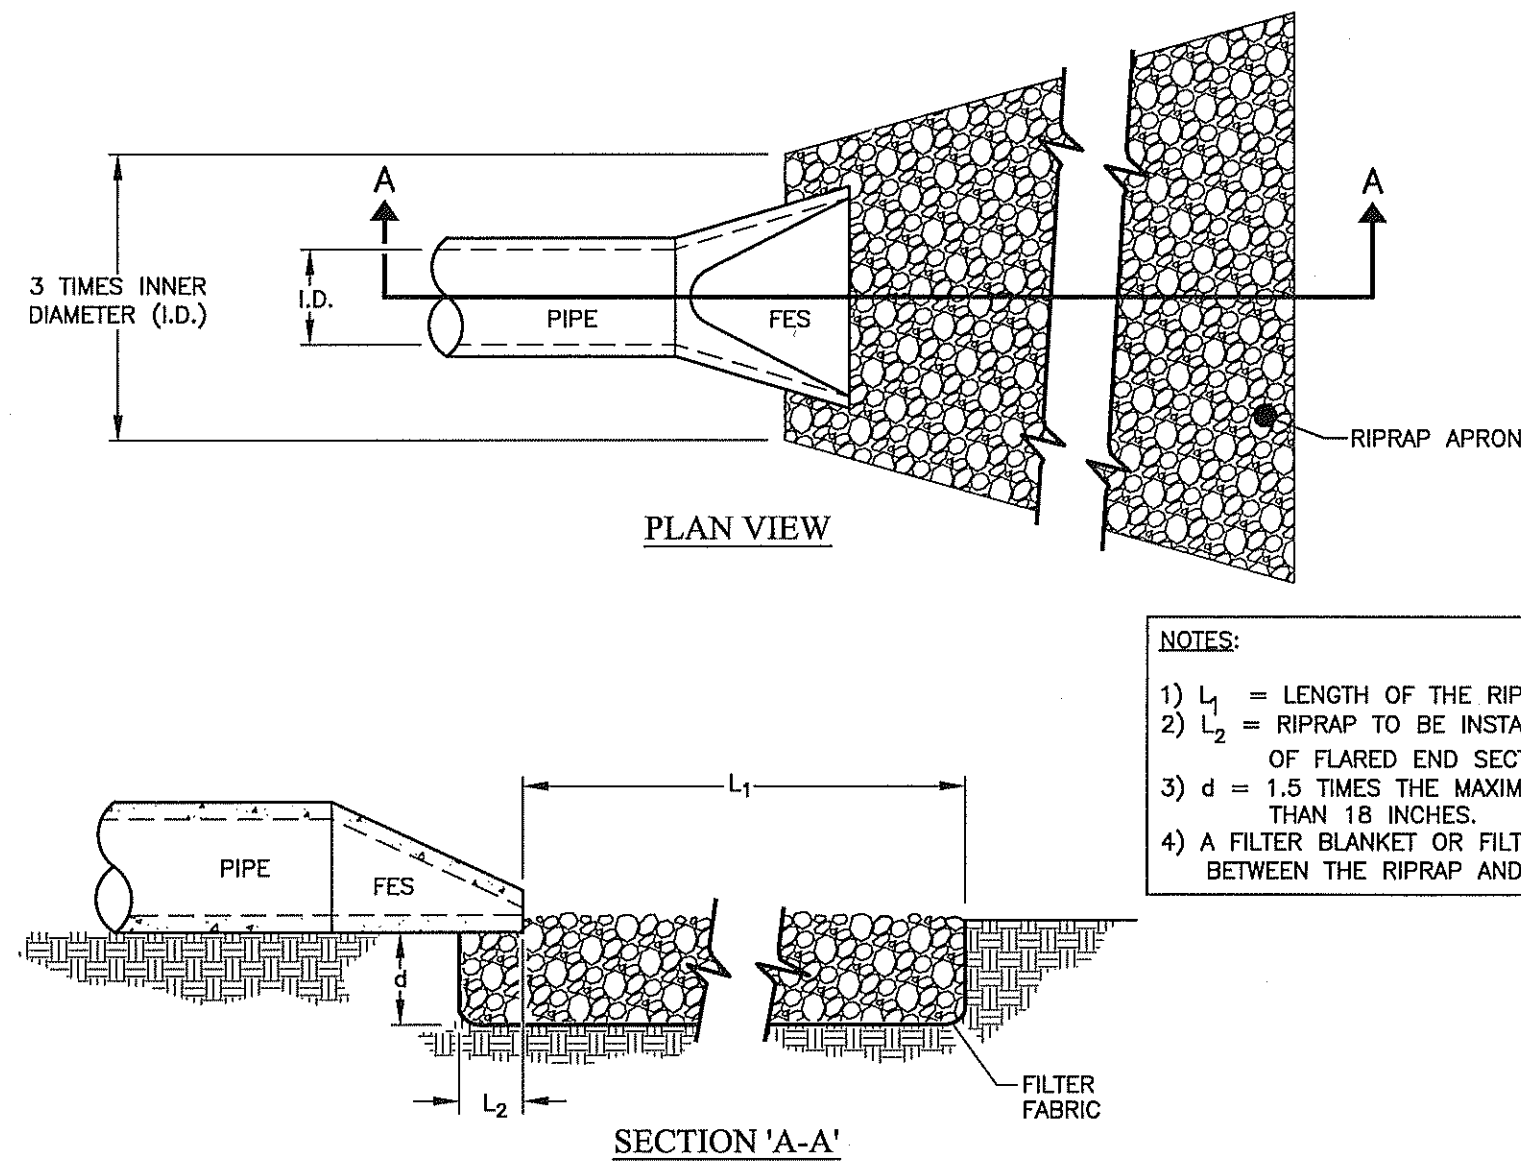 A
A
3 TIMES INNER
DIAMETER (I.D.)
I.D.
PIPE
FES
RIPRAP APRON
PLAN VIEW
NOTES:
1) L1 = LENGTH OF THE RIP
2) L2 = RIPRAP TO BE INSTA
OF FLARED END SECT
3) d = 1.5 TIMES THE MAXIM
THAN 18 INCHES.
4) A FILTER BLANKET OR FILT
BETWEEN THE RIPRAP AND
L1
PIPE
FES
d
L2
FILTER
FABRIC
SECTION 'A-A'